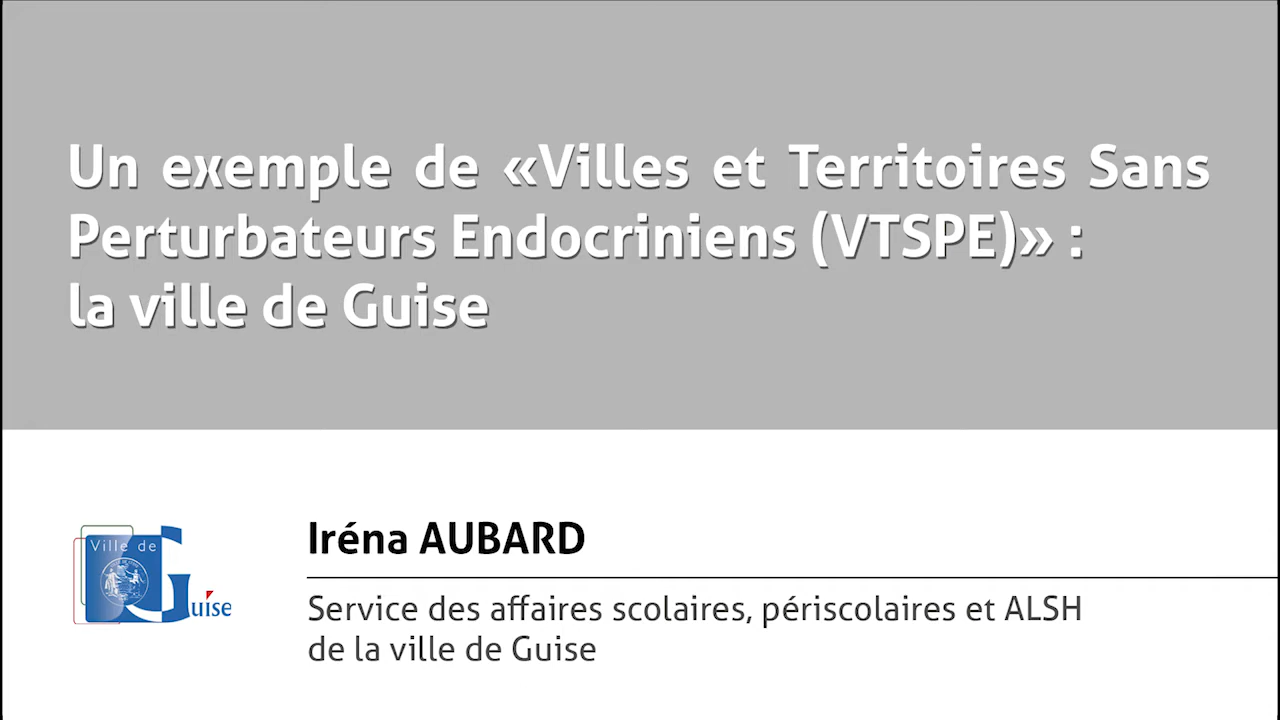 Un exemple de «Villes et Territoires Sans
Perturbateurs Endocriniens (VTSPE)» :
la ville de Guise
Ville de
Guise
Iréna AUBARD
Service des affaires scolaires, périscolaires et ALSH
de la ville de Guise